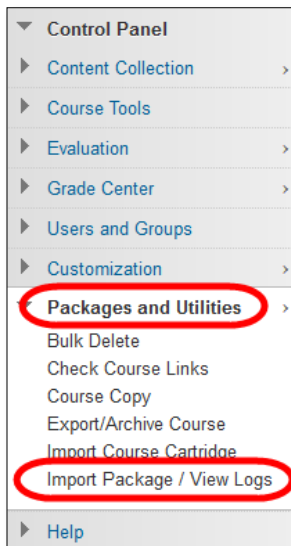 Control Panel
Content Collection
Course Tools
Evaluation
Grade Center
Users and Groups
Customization
Packages and Utilities
Bulk Delete
Check Course Links
Course Copy
Export/Archive Course
Import Course Cartridge
Import Package / View Logs
Help